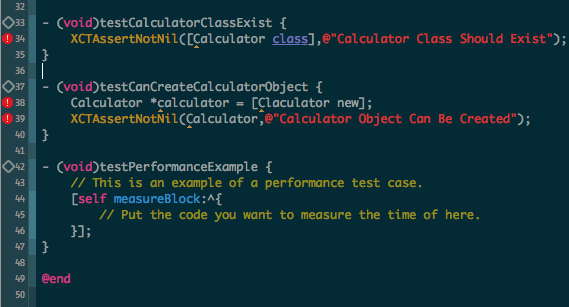 32
33 - (void)testCalculatorClassExist {
34 XCTAssertNotNil([Calculator class],@"Calculator Class Should Exist");
35 }
36
37 - (void)testCanCreateCalculatorObject {
38 Calculator *calculator = [Claculator new];
39 XCTAssertNotNil(Calculator,@"Calculator Object Can Be Created");
40 }
41
42 - (void)testPerformanceExample {
43 // This is an example of a performance test case.
44 [self measureBlock:^{
45 // Put the code you want to measure the time of here.
46 }];
47 }
48
49 @end
50